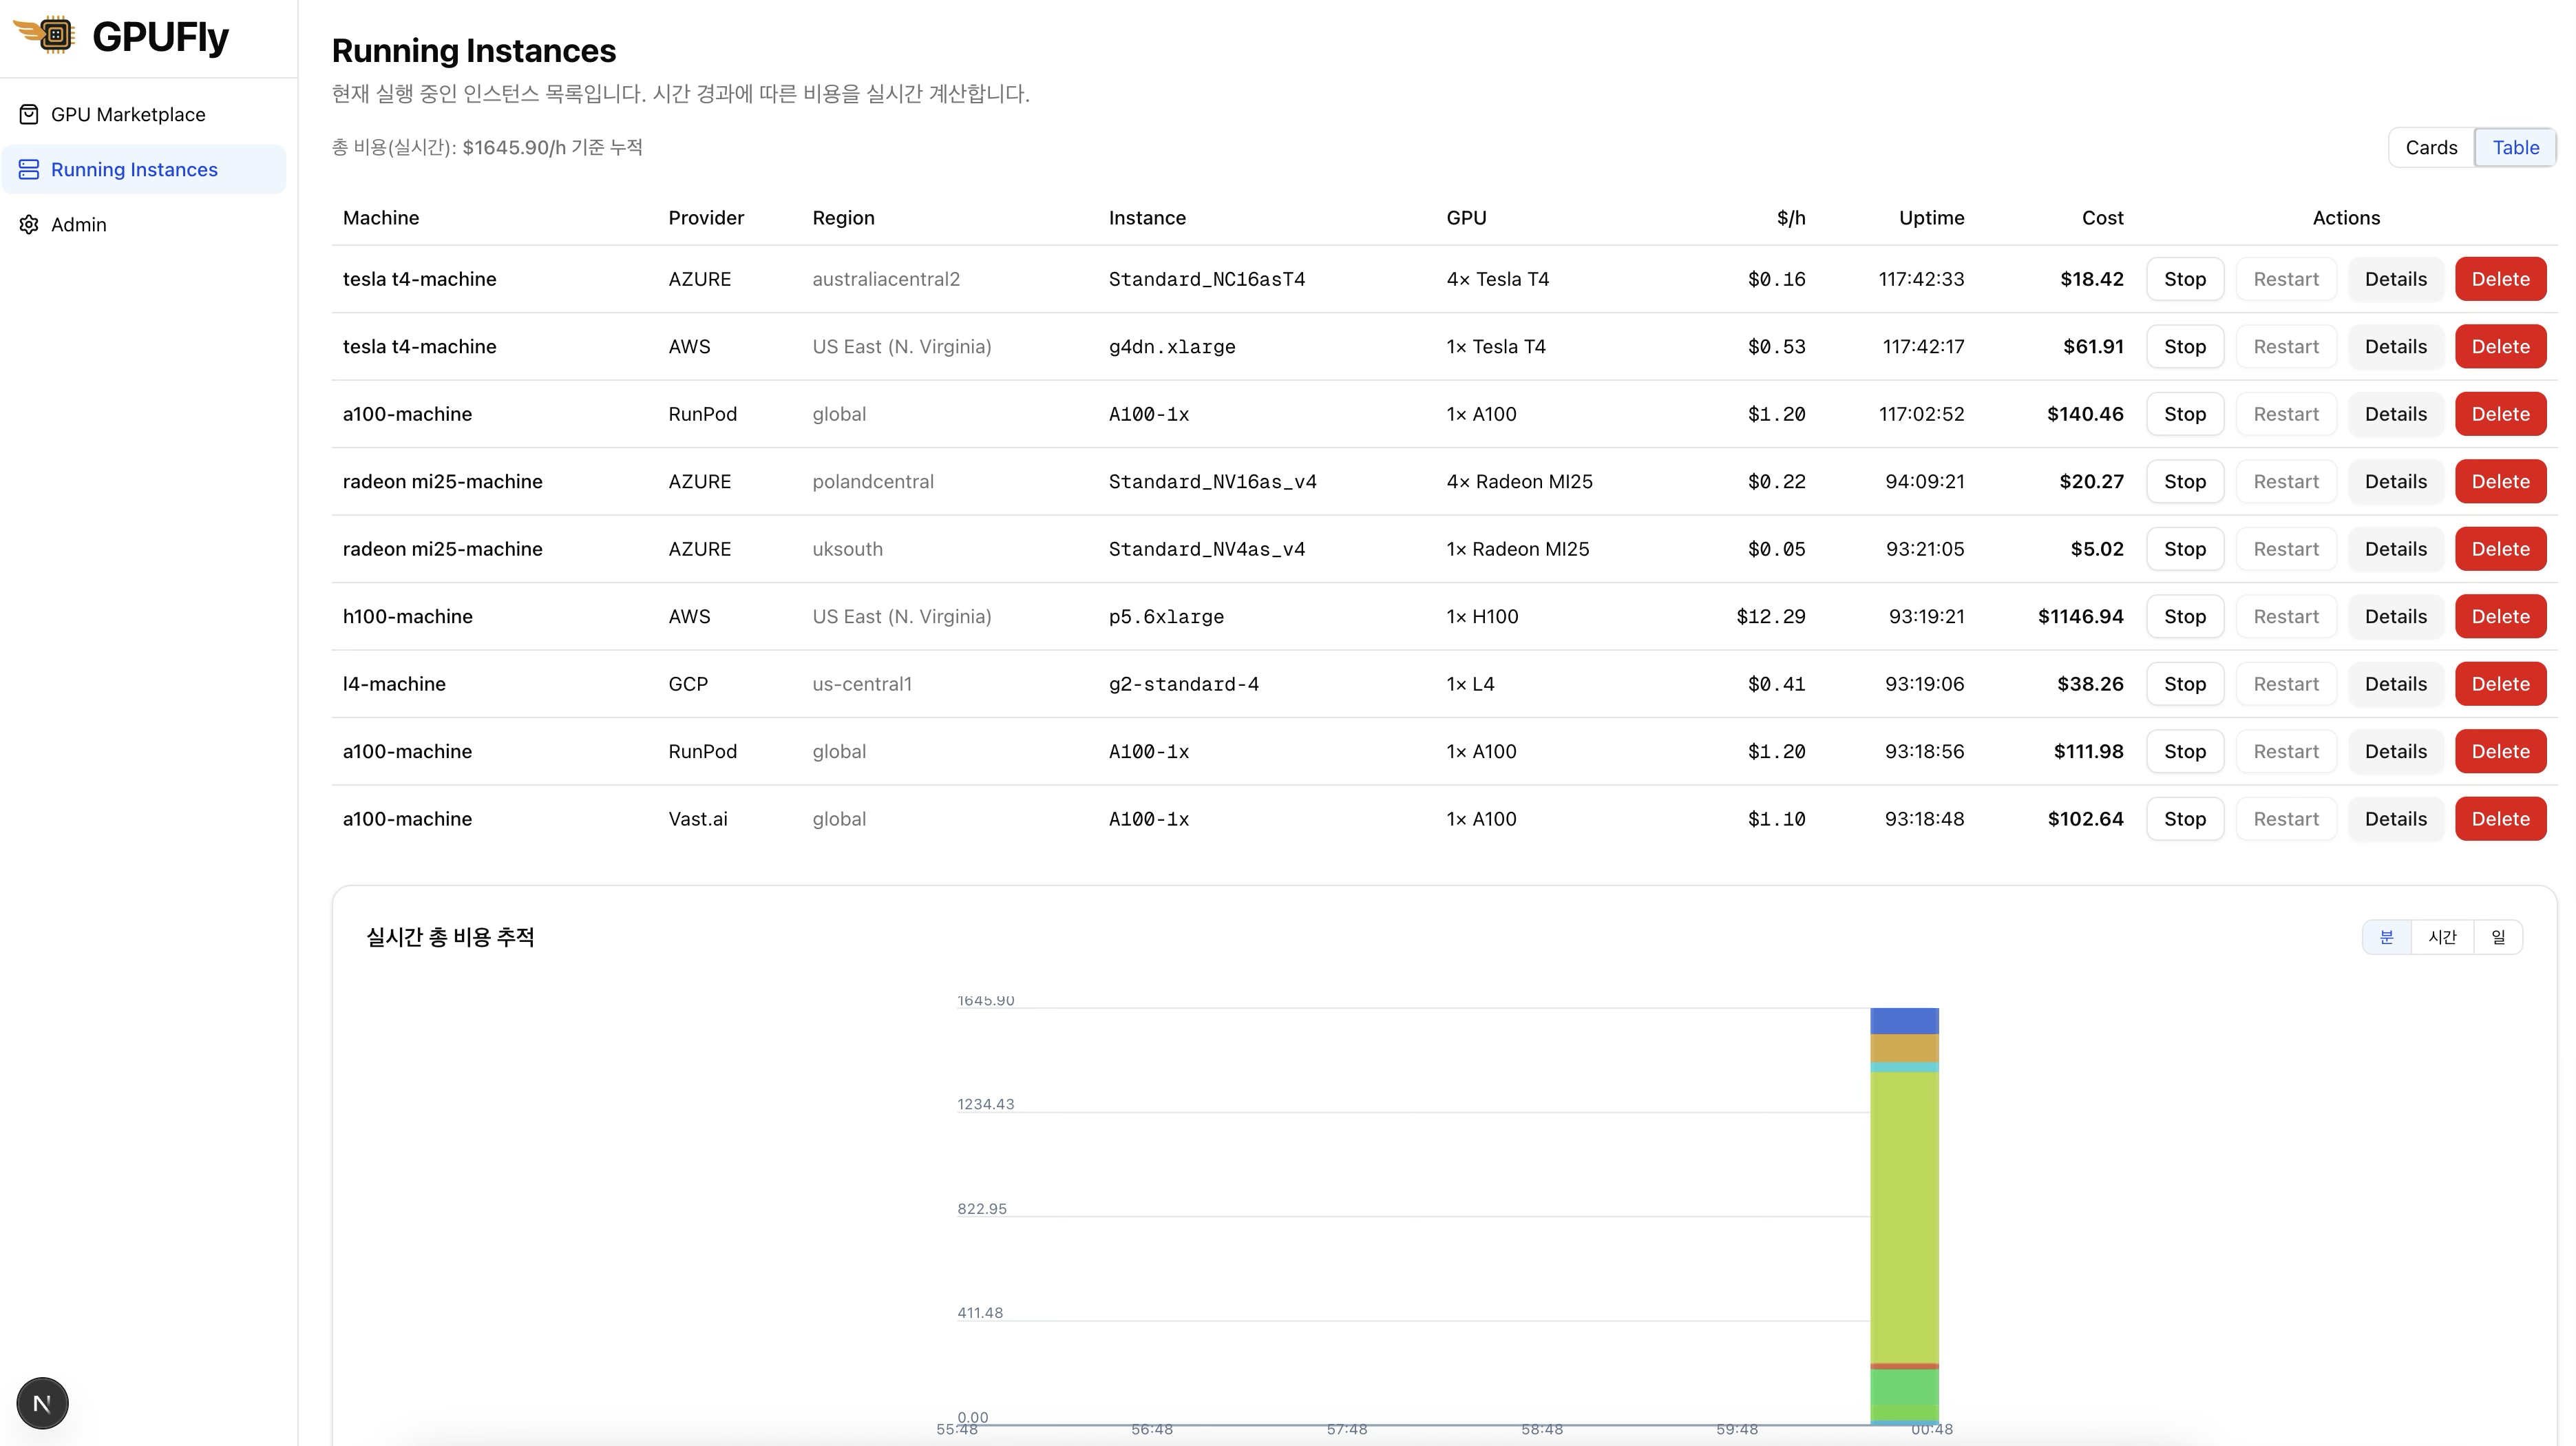 GPUFly
GPU Marketplace
Running Instances
Admin
Running Instances
현재 실행 중인 인스턴스 목록입니다. 시간 경과에 따른 비용을 실시간 계산합니다.
총 비용(실시간): $1645.90/h 기준 누적
Cards Table
Machine Provider Region Instance GPU $/h Uptime Cost Actions
tesla t4-machine AZURE australiacentral2 Standard_NC16asT4 4× Tesla T4 $0.16 117:42:33 $18.42 Stop Restart Details Delete
tesla t4-machine AWS US East (N. Virginia) g4dn.xlarge 1× Tesla T4 $0.53 117:42:17 $61.91 Stop Restart Details Delete
a100-machine RunPod global A100-1x 1× A100 $1.20 117:02:52 $140.46 Stop Restart Details Delete
radeon mi25-machine AZURE polandcentral Standard_NV16as_v4 4× Radeon MI25 $0.22 94:09:21 $20.27 Stop Restart Details Delete
radeon mi25-machine AZURE uksouth Standard_NV4as_v4 1× Radeon MI25 $0.05 93:21:05 $5.02 Stop Restart Details Delete
h100-machine AWS US East (N. Virginia) p5.6xlarge 1× H100 $12.29 93:19:21 $1146.94 Stop Restart Details Delete
l4-machine GCP us-central1 g2-standard-4 1× L4 $0.41 93:19:06 $38.26 Stop Restart Details Delete
a100-machine RunPod global A100-1x 1× A100 $1.20 93:18:56 $111.98 Stop Restart Details Delete
a100-machine Vast.ai global A100-1x 1× A100 $1.10 93:18:48 $102.64 Stop Restart Details Delete
실시간 총 비용 추적
분 시간 일
1645.90
1234.43
822.95
411.48
0.00
55:48 56:48 57:48 58:48 59:48 00:48
N